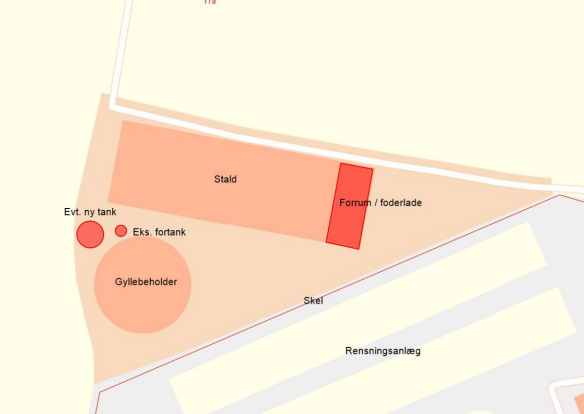 Stald
Forrum / foderlade
Evt. ny tank
Eks. fortank
Gyllebeholder
Skel
Rensningsanlæg